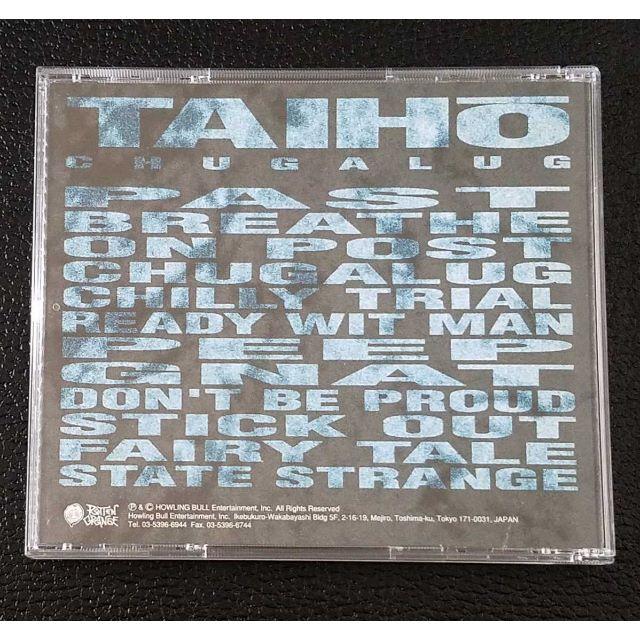 TAIHŌ
CHUGALUG
PAST
BREATHE
ON POST
CHUGALUG
CHILLY TRIAL
READY WIT MAN
PEEP
GNAT
DON'T BE PROUD
STICK OUT
FAIRY TALE
STATE STRANGE
ROTTEN ORANGE
℗ & © HOWLING BULL Entertainment, Inc. All Rights Reserved
Howling Bull Entertainment, Inc. Ikebukuro-Wakabayashi Bldg 5F, 2-16-19, Mejiro, Toshima-ku, Tokyo 171-0031, JAPAN
Tel. 03-5396-6944 Fax. 03-5396-6744